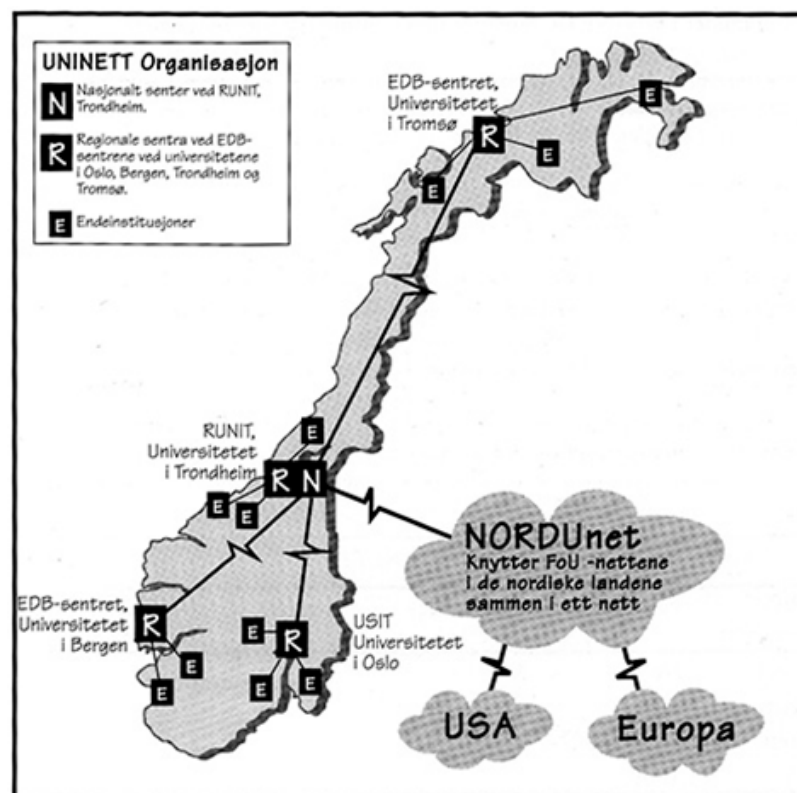 UNINETT Organisasjon
N
Nasjonalt senter ved RUNIT,
Trondheim.
R
Regionale sentra ved EDB-
sentrene ved universitetene
i Oslo, Bergen, Trondheim og
Tromsø.
E
Endeinstitusjoner
EDB-sentret,
Universitetet
i Tromsø
E
R
E
E
E
RUNIT,
Universitetet
i Trondheim
R N
E
E
NORDUnet
Knytter FoU -nettene
i de nordiske landene
sammen i ett nett
EDB-sentret,
Universitetet
i Bergen
R
E
E
E
R
USIT
Universitetet
i Oslo
E
E
USA
Europa